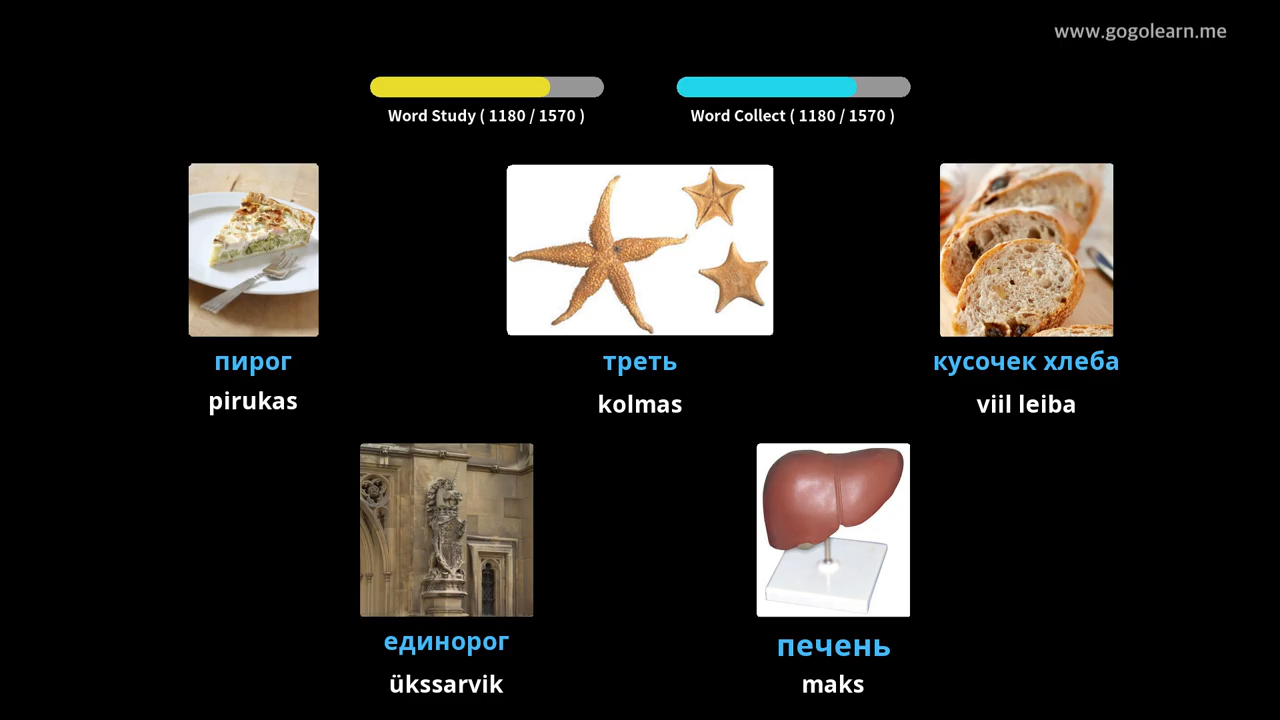 www.gogolearn.me
Word Study ( 1180 / 1570 )
Word Collect ( 1180 / 1570 )
пирог
pirukas
треть
kolmas
кусочек хлеба
viil leiba
единорог
ükssarvik
печень
maks